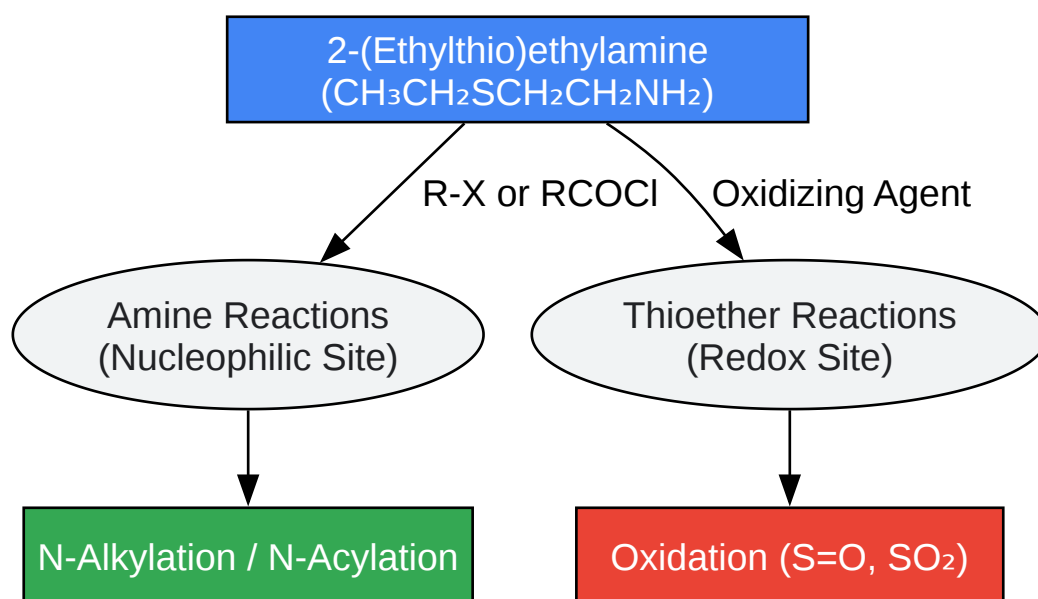 2-(Ethylthio)ethylamine
(CH₃CH₂SCH₂CH₂NH₂)
R-X or RCOCl
Oxidizing Agent
Amine Reactions
(Nucleophilic Site)
Thioether Reactions
(Redox Site)
N-Alkylation / N-Acylation
Oxidation (S=O, SO₂)